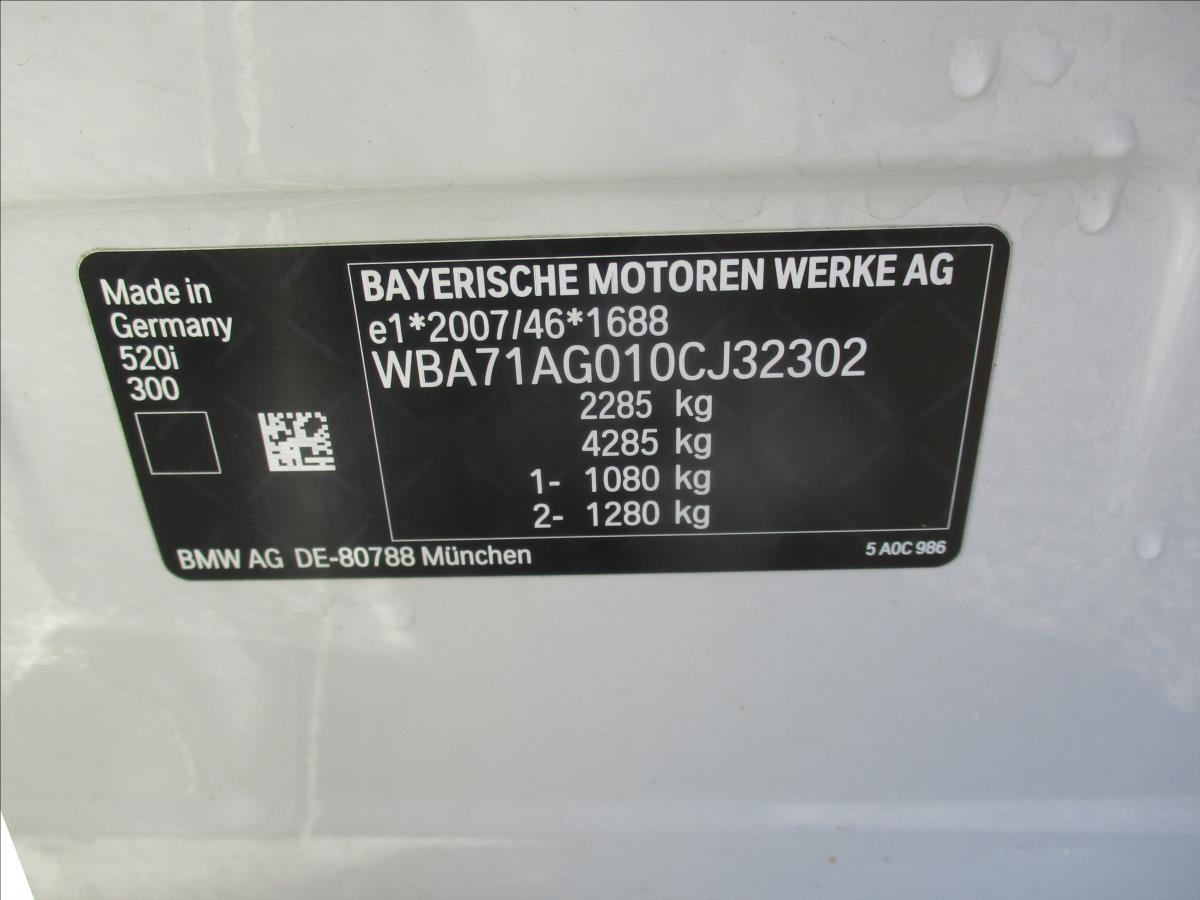 Made in
Germany
520i
300
BAYERISCHE MOTOREN WERKE AG
e1*2007/46*1688
WBA71AG010CJ32302
2285 kg
4285 kg
1- 1080 kg
2- 1280 kg
BMW AG DE-80788 München
5 A0C 986